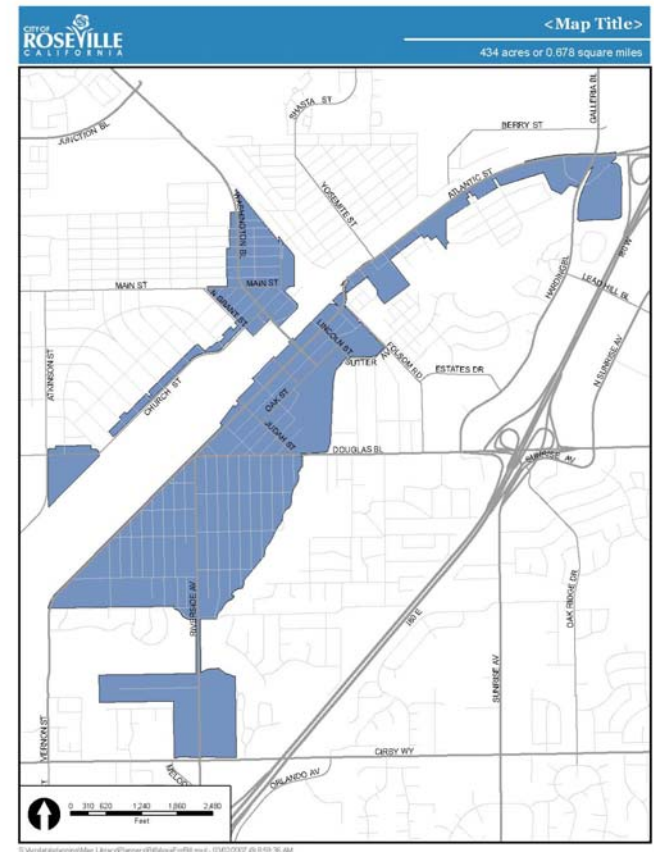 CITY OF
ROSEVILLE
CALIFORNIA
<Map Title>
434 acres or 0.678 square miles
JUNCTION BL
SHASTA ST
GALLERIA BL
BERRY ST
ATLANTIC ST
YOSEMITE ST
WASHINGTON BL
I80 W
HARDING BL
LEAD HILL BL
MAIN ST
MAIN ST
N GRANT ST
LINCOLN ST
FOLSOM RD
SUTTER AV
ESTATES DR
N SUNRISE AV
ATKINSON ST
CHURCH ST
OAK ST
JUDAH ST
DOUGLAS BL
SUNRISE AV
RIVERSIDE AV
I80 E
OAK RIDGE DR
SUNRISE AV
VERNON ST
CIRBY WY
ORLANDO AV
0 310 620 1,240 1,860 2,480
Feet